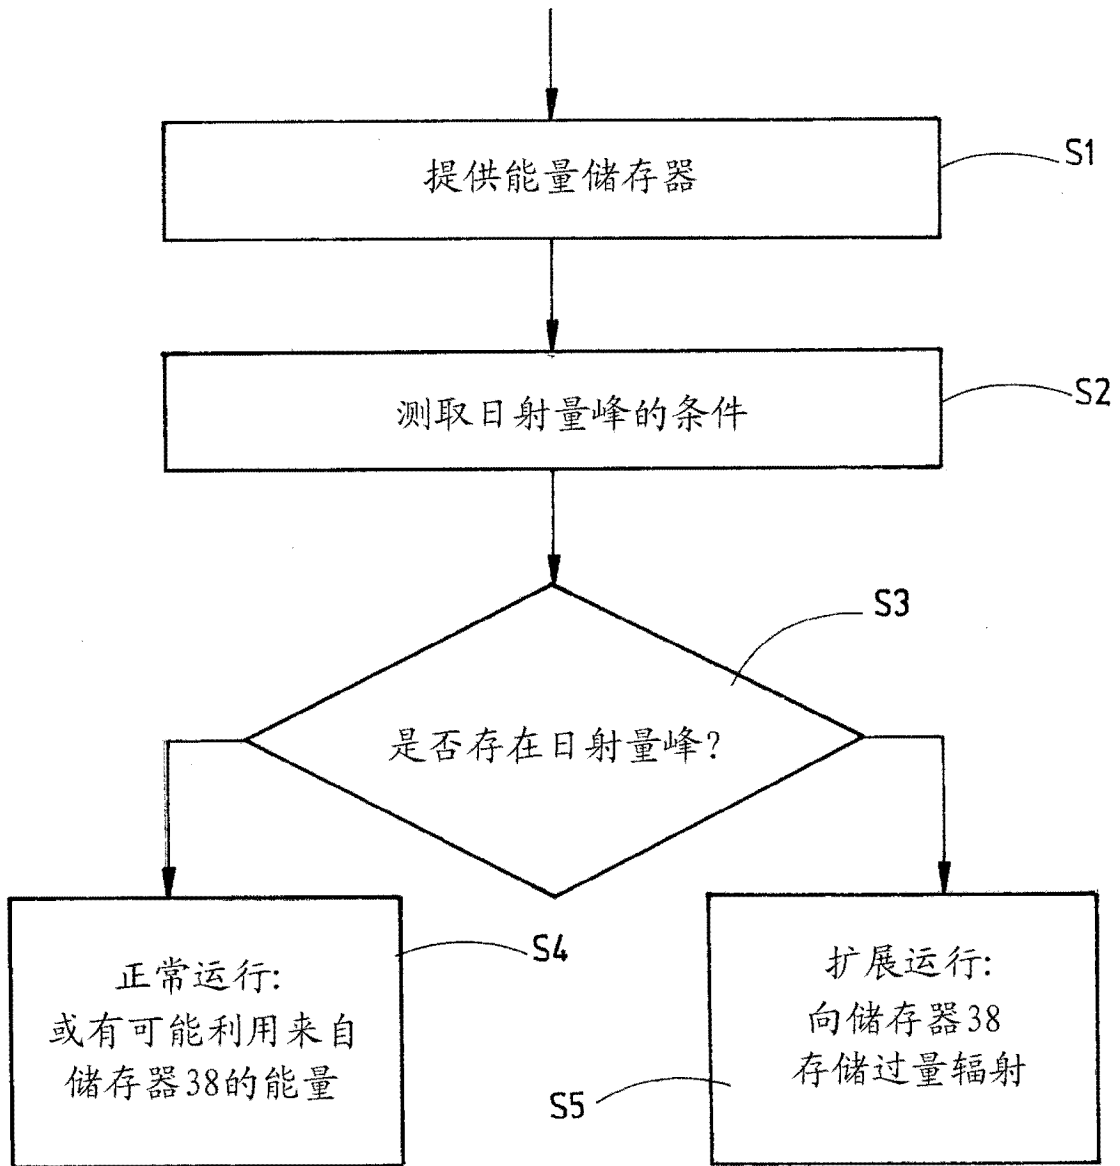 提供能量储存器
S1
测取日射量峰的条件
S2
S3
是否存在日射量峰?
正常运行:
或有可能利用来自
储存器38的能量
S4
扩展运行:
向储存器38
存储过量辐射
S5